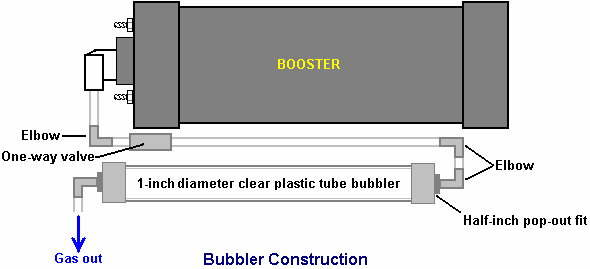 BOOSTER
Elbow
One-way valve
Elbow
1-inch diameter clear plastic tube bubbler
Half-inch pop-out fit
Gas out
Bubbler Construction